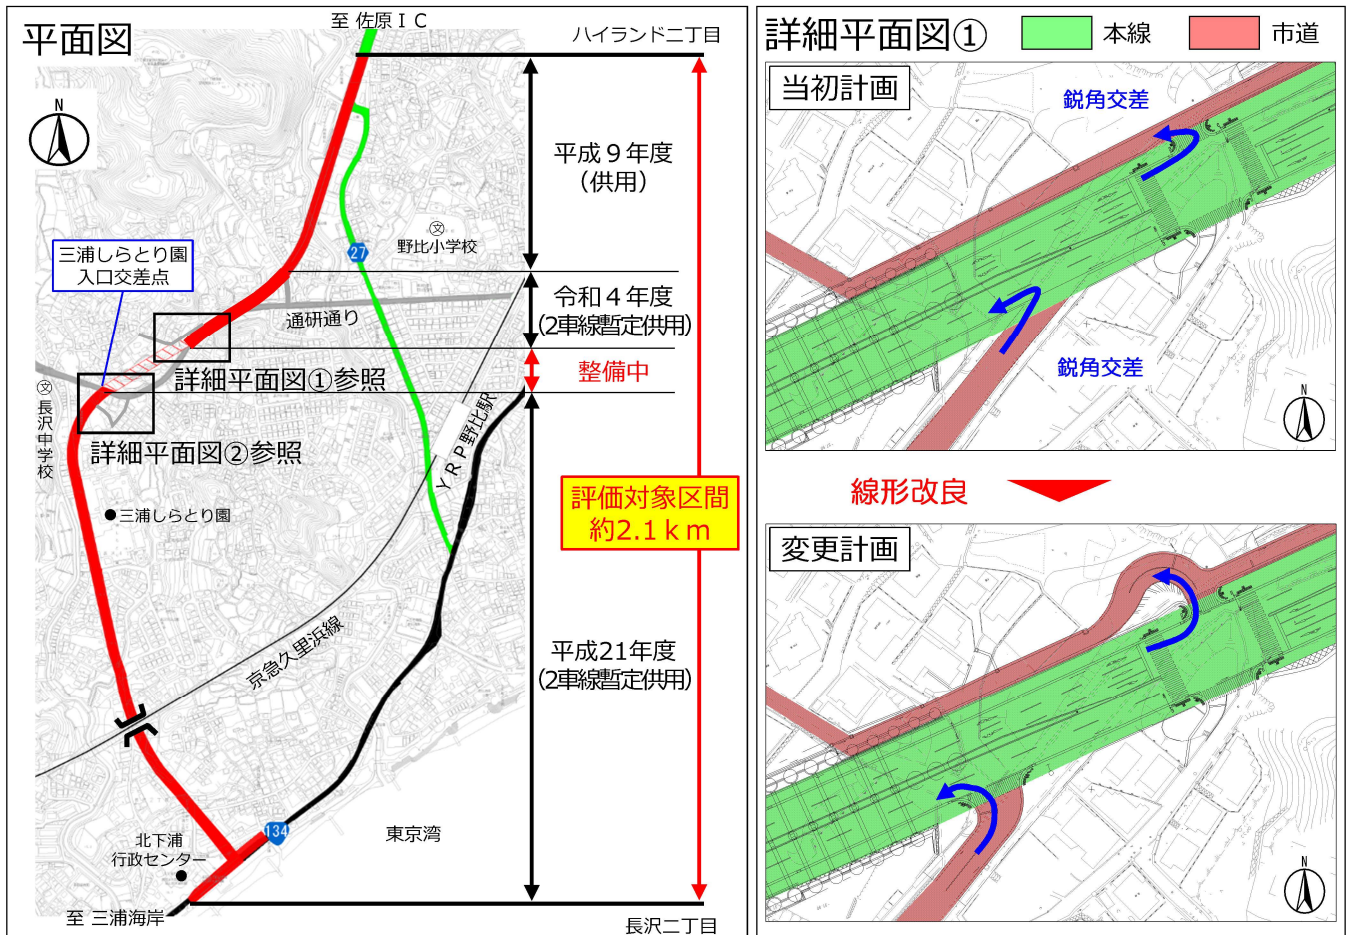 平面図
至 佐原ＩＣ
ハイランド二丁目
N
平成９年度
（供用）
文
野比小学校
27
三浦しらとり園
入口交差点
通研通り
令和４年度
（2車線暫定供用）
整備中
詳細平面図①参照
文
長沢中学校
詳細平面図②参照
ＹＲＰ野比駅
評価対象区間
約2.1ｋｍ
●三浦しらとり園
京急久里浜線
平成21年度
（2車線暫定供用）
134
東京湾
北下浦
行政センター
至 三浦海岸
長沢二丁目
詳細平面図①
本線
市道
当初計画
鋭角交差
鋭角交差
N
線形改良
変更計画
N